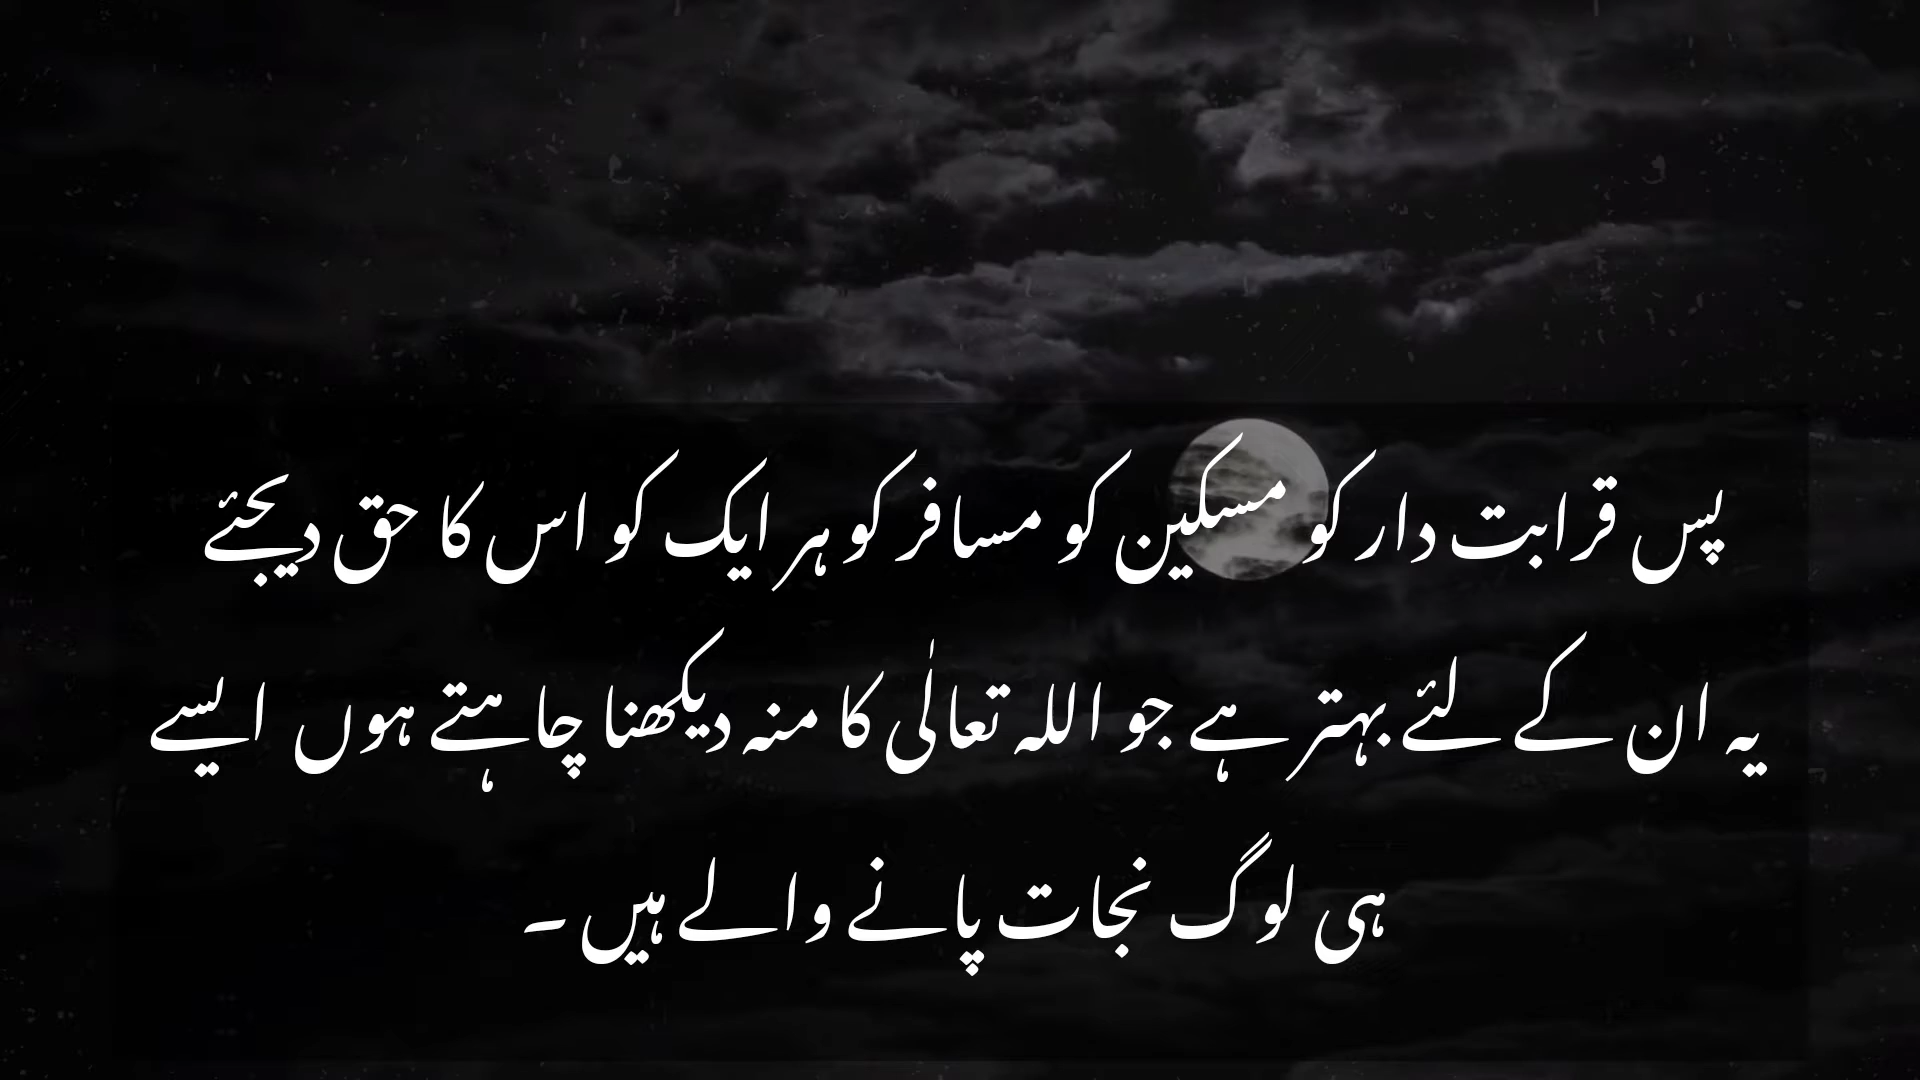 پس قرابت دار کو مسکین کو مسافر کو ہر ایک کو اس کا حق دیجئے
یہ ان کے لئے بہتر ہے جو اللہ تعالٰی کا منہ دیکھنا چاہتے ہوں ایسے
ہی لوگ نجات پانے والے ہیں۔